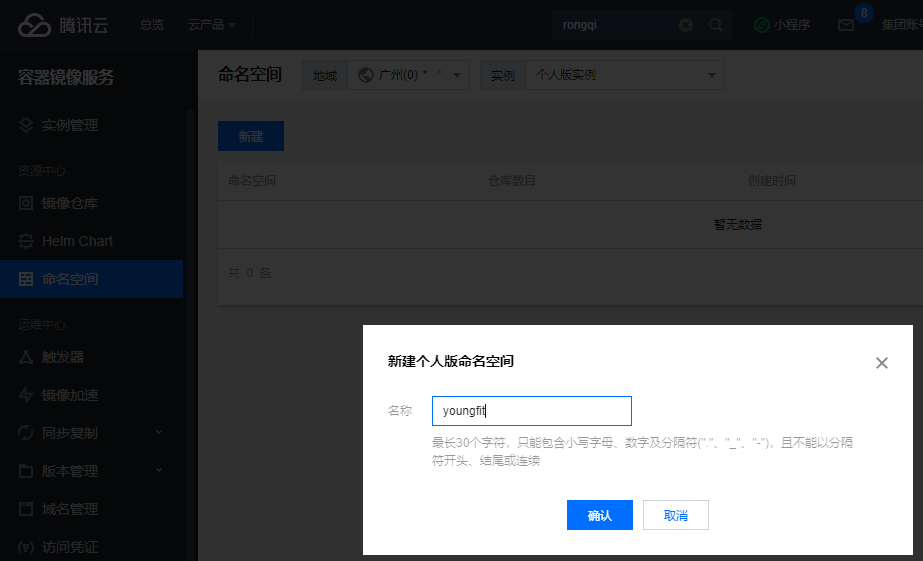 腾讯云 总览 云产品 rongqi 小程序 8 集团账号
容器镜像服务
命名空间 地域 广州(0) * * 实例 个人版实例
实例管理
新建
资源中心
命名空间 仓库数目 创建时间
镜像仓库
暂无数据
Helm Chart
共 0 条
命名空间
运维中心
触发器
镜像加速
同步复制
版本管理
域名管理
访问凭证
新建个人版命名空间
名称 youngfit
最长30个字符，只能包含小写字母、数字及分隔符("."、"_"、"-")，且不能以分隔
符开头、结尾或连续
确认 取消